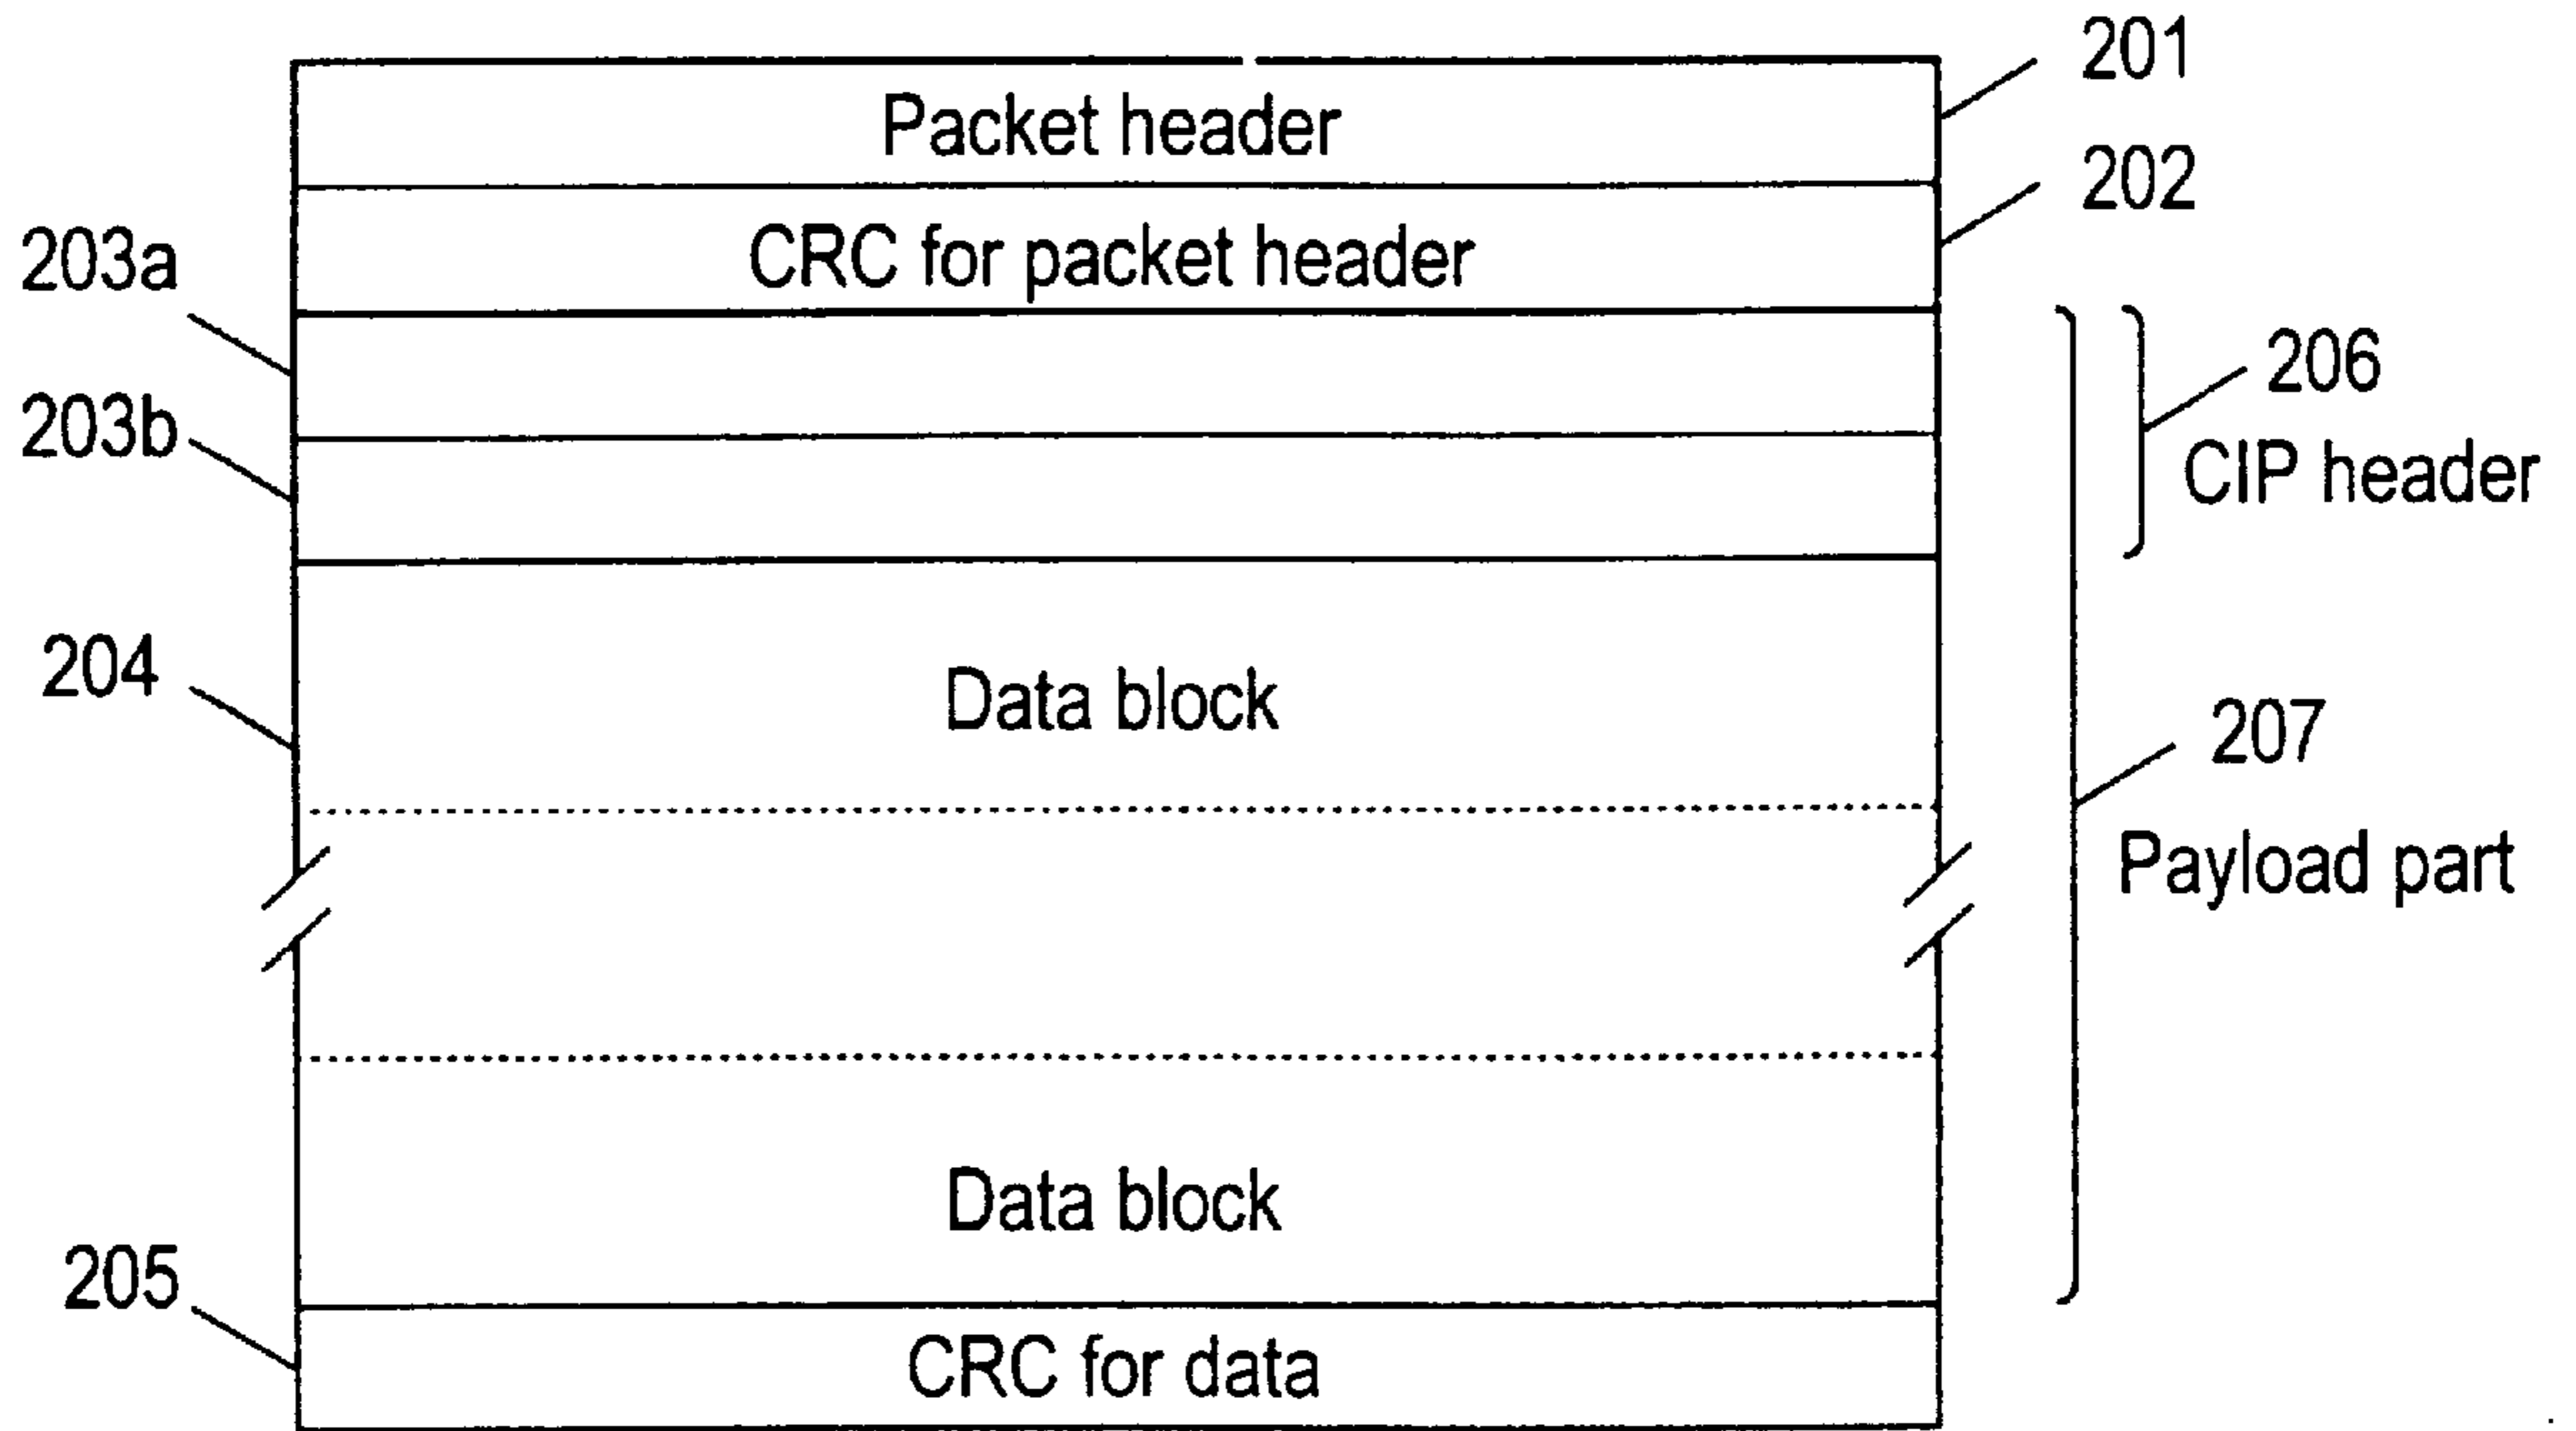 201
Packet header
202
CRC for packet header
203a
206
203b
CIP header
204
Data block
207
Payload part
Data block
205
CRC for data